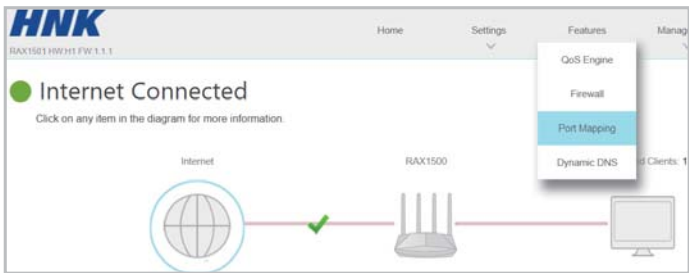 HNK
Home Settings Features Manag
RAX1501 HW:H1 FW:1.1.1
QoS Engine
Internet Connected
Firewall
Click on any item in the diagram for more information.
Port Mapping
Internet RAX1500 Dynamic DNS d Clients: 1